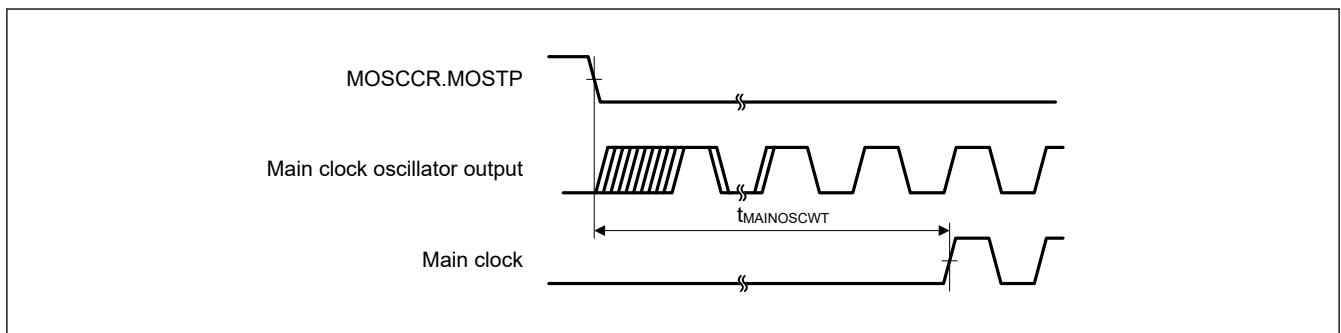 MOSCCR.MOSTP
Main clock oscillator output
tMAINOSCWT
Main clock